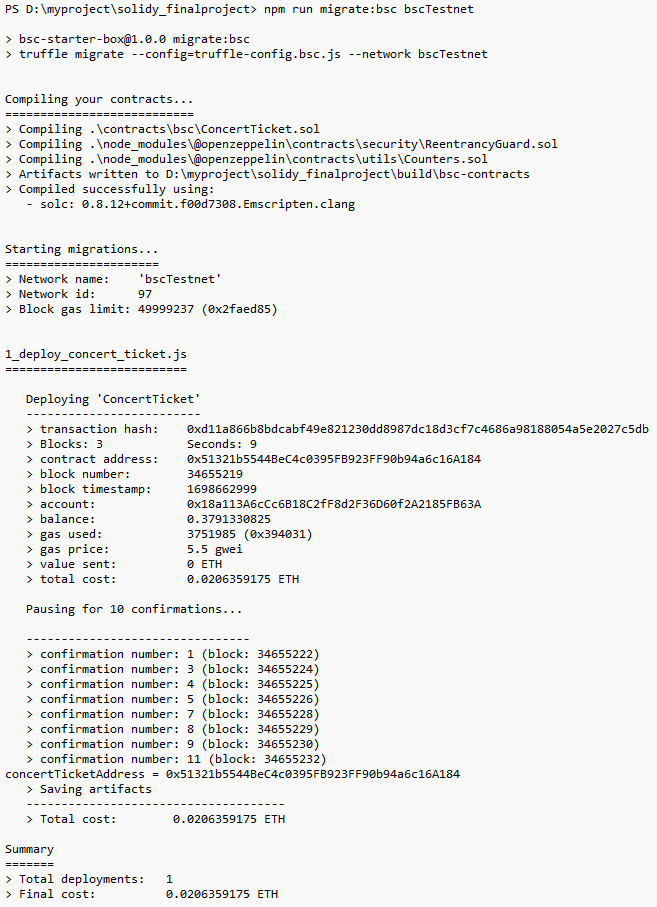 PS D:\myproject\solidy_finalproject> npm run migrate:bsc bscTestnet
> bsc-starter-box@1.0.0 migrate:bsc
> truffle migrate --config=truffle-config.bsc.js --network bscTestnet
Compiling your contracts...
===========================
> Compiling .\contracts\bsc\ConcertTicket.sol
> Compiling .\node_modules\@openzeppelin\contracts\security\ReentrancyGuard.sol
> Compiling .\node_modules\@openzeppelin\contracts\utils\Counters.sol
> Artifacts written to D:\myproject\solidy_finalproject\build\bsc-contracts
> Compiled successfully using:
   - solc: 0.8.12+commit.f00d7308.Emscripten.clang
Starting migrations...
======================
> Network name:    'bscTestnet'
> Network id:      97
> Block gas limit: 49999237 (0x2faed85)
1_deploy_concert_ticket.js
==========================
   Deploying 'ConcertTicket'
   -------------------------
   > transaction hash:    0xd11a866b8bdcabf49e821230dd8987dc18d3cf7c4686a98188054a5e2027c5db
   > Blocks: 3            Seconds: 9
   > contract address:    0x51321b5544BeC4c0395FB923FF90b94a6c16A184
   > block number:        34655219
   > block timestamp:     1698662999
   > account:             0x18a113A6cCc6B18C2fF8d2F36D60f2A2185FB63A
   > balance:             0.3791330825
   > gas used:            3751985 (0x394031)
   > gas price:           5.5 gwei
   > value sent:          0 ETH
   > total cost:          0.0206359175 ETH
   Pausing for 10 confirmations...
   --------------------------------
   > confirmation number: 1 (block: 34655222)
   > confirmation number: 3 (block: 34655224)
   > confirmation number: 4 (block: 34655225)
   > confirmation number: 5 (block: 34655226)
   > confirmation number: 7 (block: 34655228)
   > confirmation number: 8 (block: 34655229)
   > confirmation number: 9 (block: 34655230)
   > confirmation number: 11 (block: 34655232)
concertTicketAddress = 0x51321b5544BeC4c0395FB923FF90b94a6c16A184
   > Saving artifacts
   -------------------------------------
   > Total cost:        0.0206359175 ETH
Summary
=======
> Total deployments:   1
> Final cost:          0.0206359175 ETH